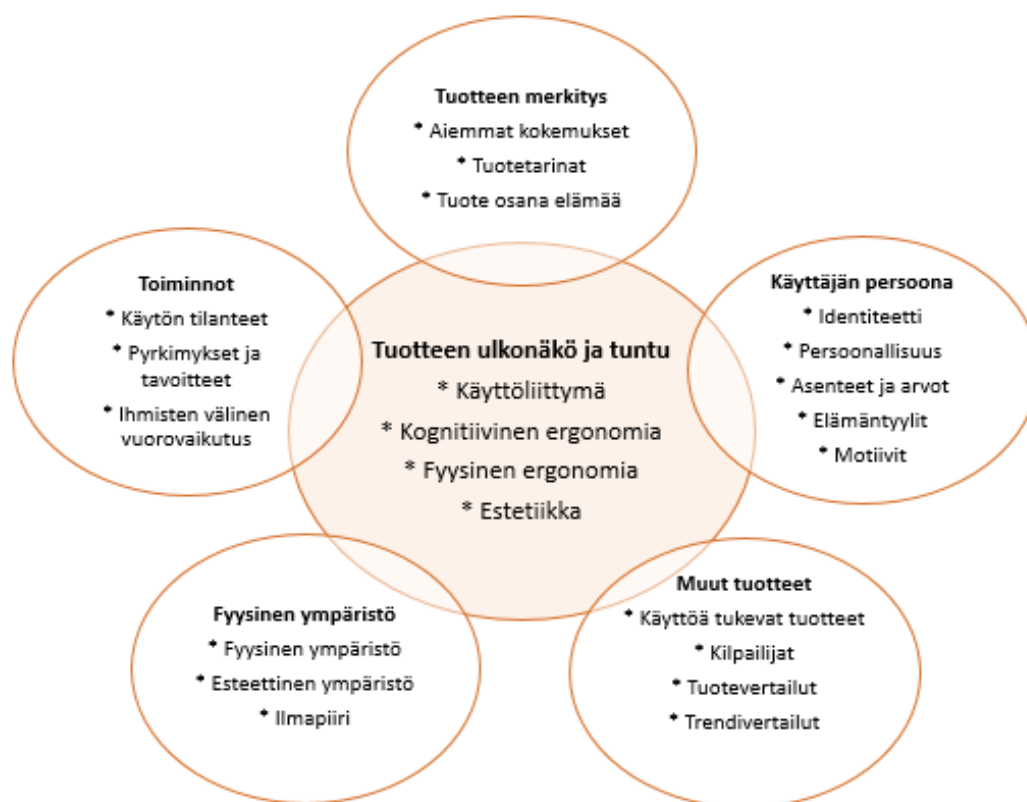 Tuotteen merkitys
* Aiemmat kokemukset
* Tuotetarinat
* Tuote osana elämää
Toiminnot
* Käytön tilanteet
* Pyrkimykset ja
tavoitteet
* Ihmisten välinen
vuorovaikutus
Käyttäjän persoona
* Identiteetti
* Persoonallisuus
* Asenteet ja arvot
* Elämäntyylit
* Motiivit
Tuotteen ulkonäkö ja tuntu
* Käyttöliittymä
* Kognitiivinen ergonomia
* Fyysinen ergonomia
* Estetiikka
Fyysinen ympäristö
* Fyysinen ympäristö
* Esteettinen ympäristö
* Ilmapiiri
Muut tuotteet
* Käyttöä tukevat tuotteet
* Kilpailijat
* Tuotevertailut
* Trendivertailut